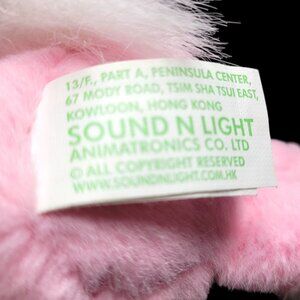 13/F., PART A, PENINSULA CENTER,
67 MODY ROAD, TSIM SHA TSUI EAST,
KOWLOON, HONG KONG
SOUND N LIGHT
ANIMATRONICS CO. LTD
© ALL COPYRIGHT RESERVED
WWW.SOUNDNLIGHT.COM.HK